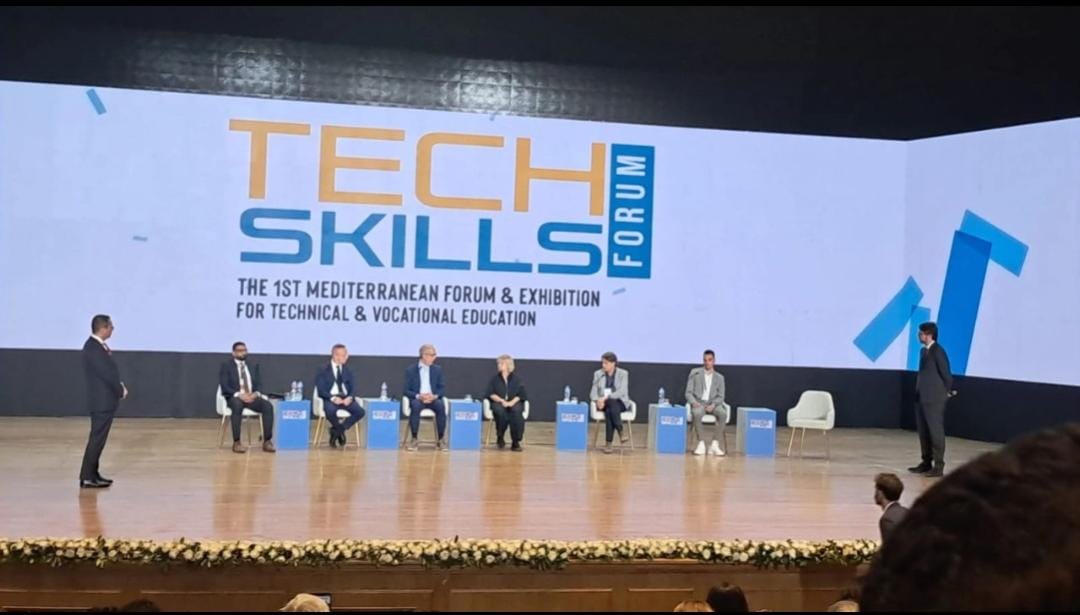 TECH
SKILLS
FORUM
THE 1ST MEDITERRANEAN FORUM & EXHIBITION
FOR TECHNICAL & VOCATIONAL EDUCATION